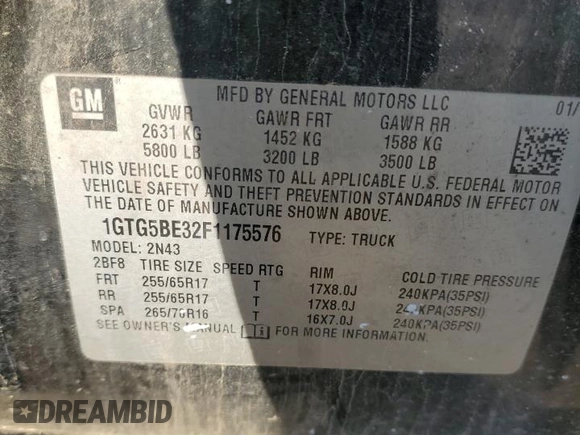 GM
MFD BY GENERAL MOTORS LLC 01/
GVWR GAWR FRT GAWR RR
2631 KG 1452 KG 1588 KG
5800 LB 3200 LB 3500 LB
THIS VEHICLE CONFORMS TO ALL APPLICABLE U.S. FEDERAL MOTOR
VEHICLE SAFETY AND THEFT PREVENTION STANDARDS IN EFFECT ON
THE DATE OF MANUFACTURE SHOWN ABOVE.
1GTG5BE32F1175576 TYPE: TRUCK
MODEL: 2N43
2BF8 TIRE SIZE SPEED RTG RIM COLD TIRE PRESSURE
FRT 255/65R17 T 17X8.0J 240KPA(35PSI)
RR 255/65R17 T 17X8.0J 240KPA(35PSI)
SPA 265/70R16 T 16X7.0J 240KPA(35PSI)
SEE OWNER'S MANUAL FOR MORE INFORMATION.
DREAMBID